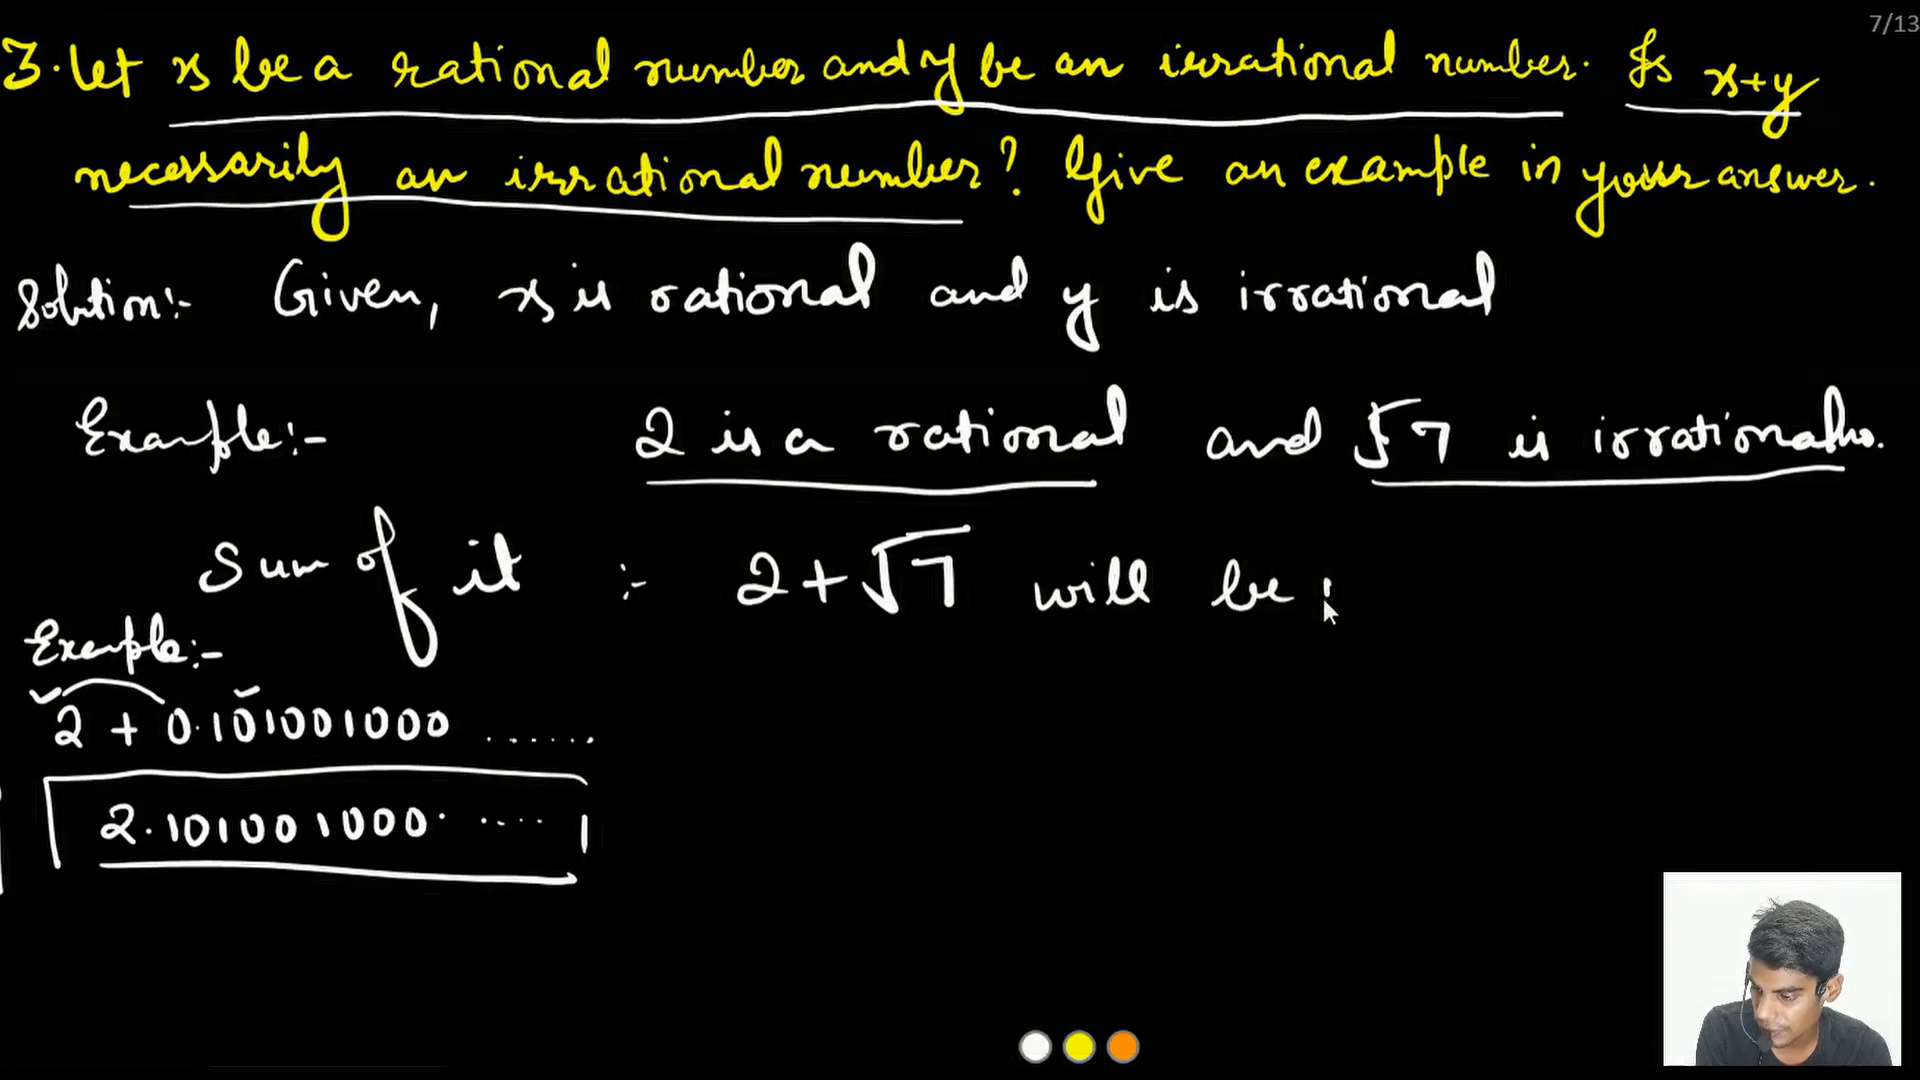 7/13
3. Let x be a rational number and y be an irrational number. Is x+y
necessarily an irrational number? Give an example in your answer.
Solution:- Given, x is rational and y is irrational
Example:- 2 is a rational and √7 is irrational no.
Sum of it :- 2+√7 will be
Example:-
2 + 0.101001000 ......
2.101001000. ....